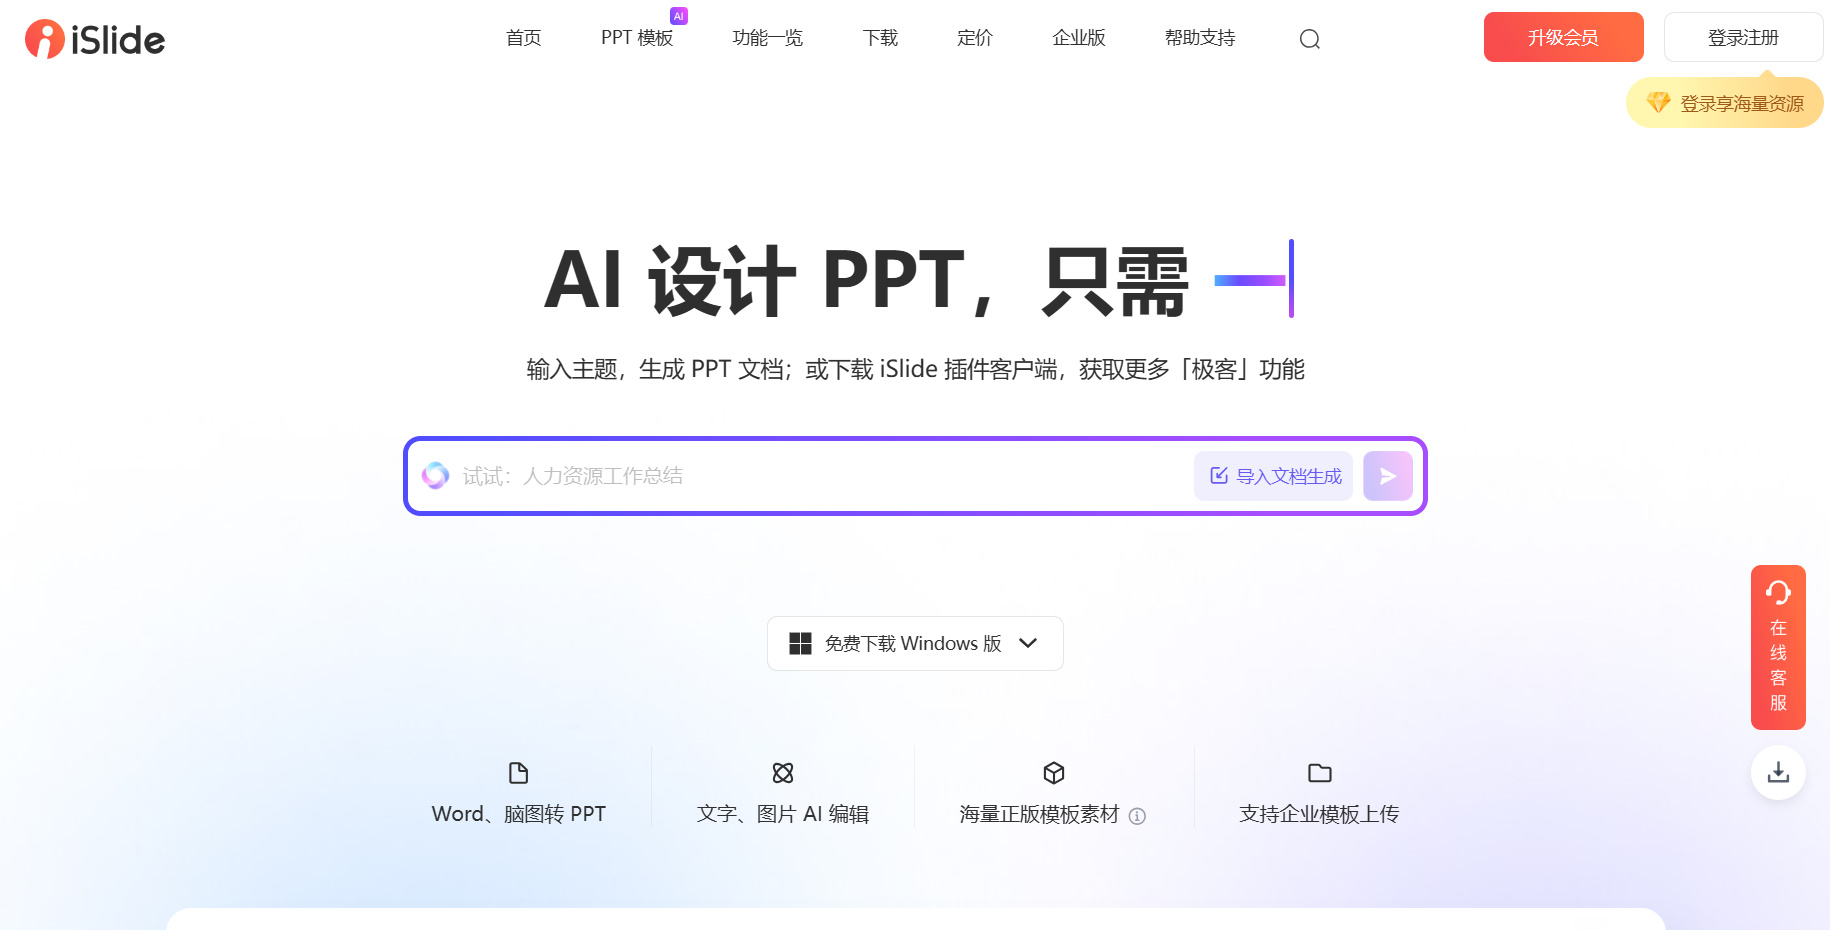 iSlide
首页
PPT 模板
AI
功能一览
下载
定价
企业版
帮助支持
升级会员
登录注册
登录享海量资源
AI 设计 PPT，只需 一
输入主题，生成 PPT 文档；或下载 iSlide 插件客户端，获取更多「极客」功能
试试：人力资源工作总结
导入文档生成
免费下载 Windows 版
在线客服
Word、脑图转 PPT
文字、图片 AI 编辑
海量正版模板素材
支持企业模板上传